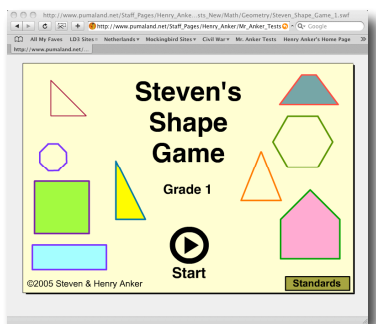 http://www.pumaland.net/Staff_Pages/Henry_Anke...sts_New/Math/Geometry/Steven_Shape_Game_1.swf
http://www.pumaland.net/Staff_Pages/Henry_Anker/Mr_Anker_Tests
Google
All My Faves LD3 Sites Netherlands Mockingbird Sites Civil War Mr. Anker Tests Henry Anker's Home Page
http://www.pumaland.net/...
Steven's
Shape
Game
Grade 1
Start
©2005 Steven & Henry Anker
Standards